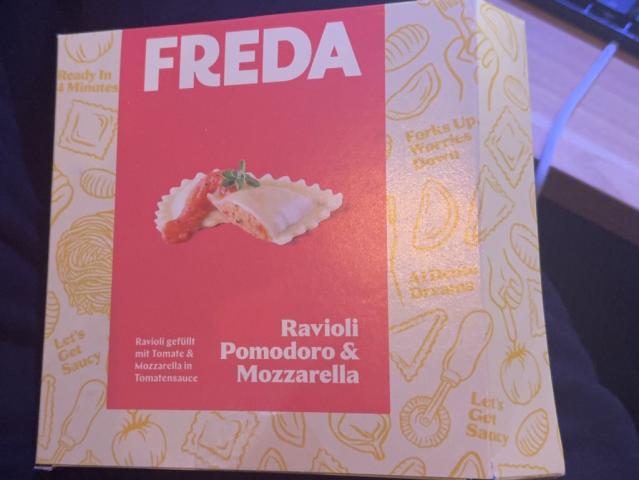 FREDA
Ready In
4 Minutes
Forks Up
Worries
Down
Al Dente
Dreams
Let's
Get
Saucy
Ravioli gefüllt
mit Tomate &
Mozzarella in
Tomatensauce
Ravioli
Pomodoro &
Mozzarella
Let's
Get
Saucy